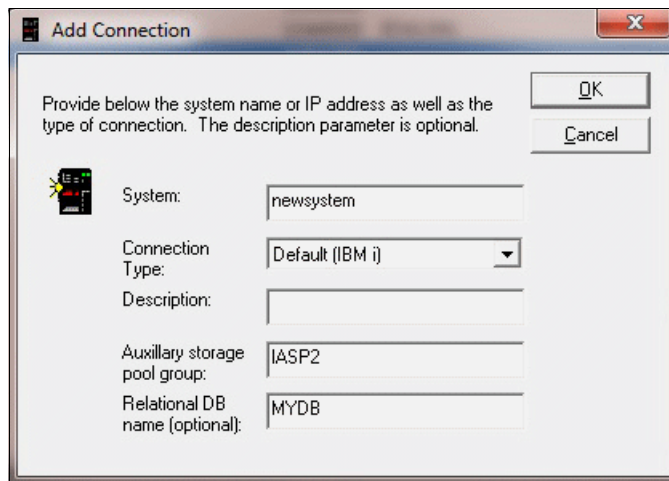 Add Connection
Provide below the system name or IP address as well as the
type of connection. The description parameter is optional.
OK
Cancel
System:
newsystem
Connection
Type:
Default (IBM i)
Description:
Auxillary storage
pool group:
IASP2
Relational DB
name (optional):
MYDB